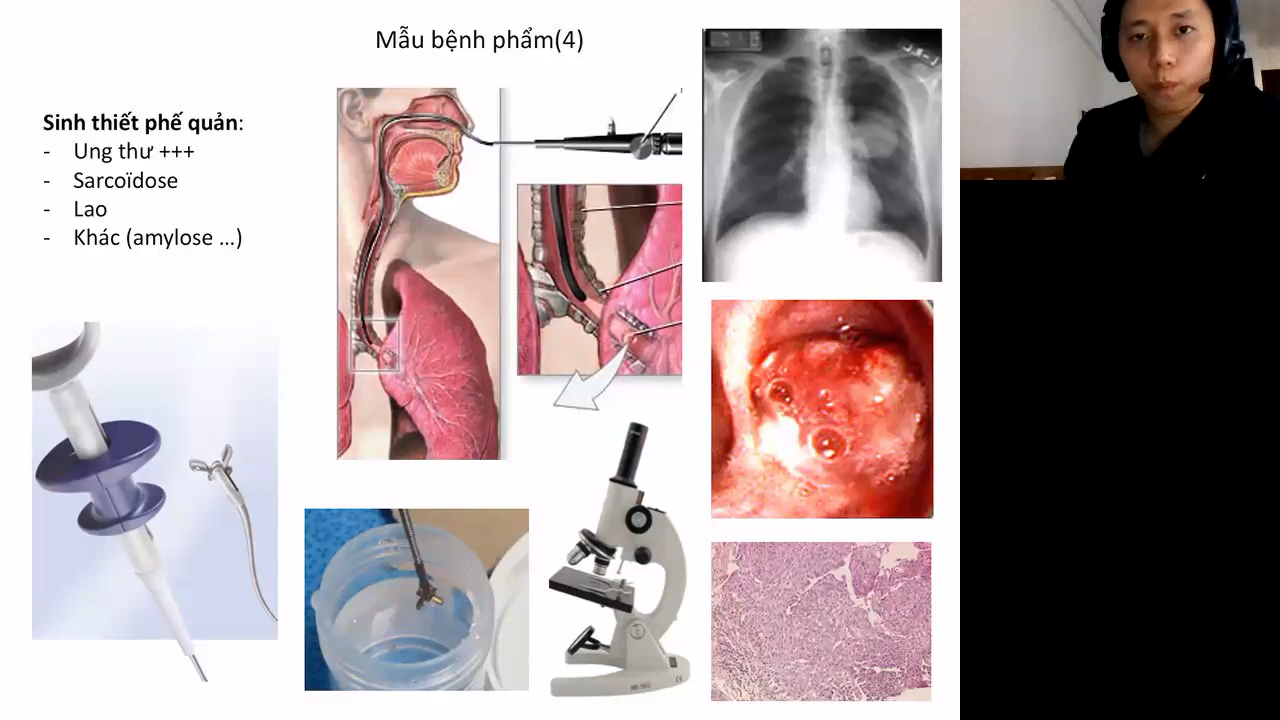 Mẫu bệnh phẩm(4)
Sinh thiết phế quản:
- Ung thư +++
- Sarcoïdose
- Lao
- Khác (amylose ...)